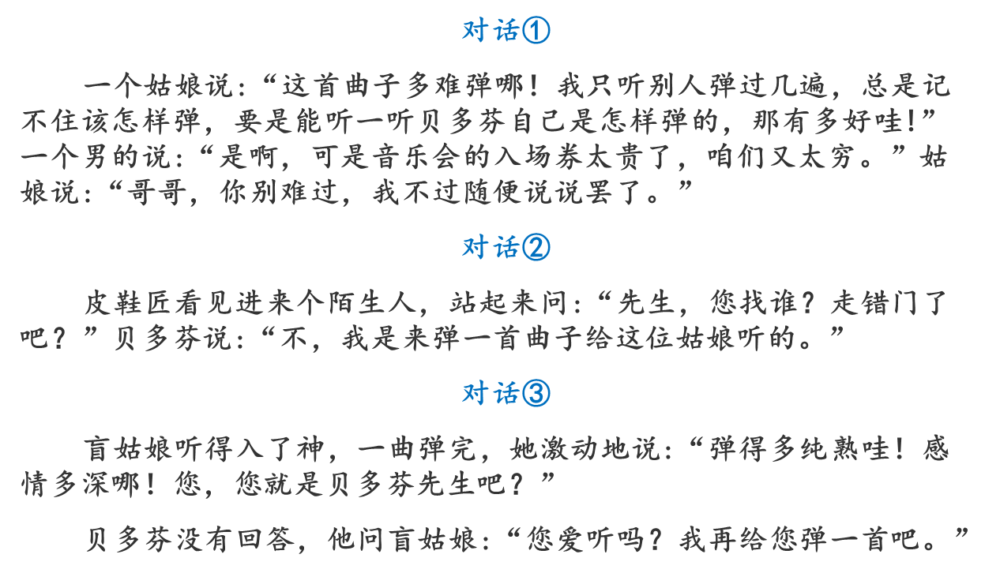 对话①
一个姑娘说：“这首曲子多难弹哪！我只听别人弹过几遍，总是记
不住该怎样弹，要是能听一听贝多芬自己是怎样弹的，那有多好哇！”
一个男的说：“是啊，可是音乐会的入场券太贵了，咱们又太穷。”姑
娘说：“哥哥，你别难过，我不过随便说说罢了。”
对话②
皮鞋匠看见进来个陌生人，站起来问：“先生，您找谁？走错门了
吧？”贝多芬说：“不，我是来弹一首曲子给这位姑娘听的。”
对话③
盲姑娘听得入了神，一曲弹完，她激动地说：“弹得多纯熟哇！感
情多深哪！您，您就是贝多芬先生吧？”
贝多芬没有回答，他问盲姑娘：“您爱听吗？我再给您弹一首吧。”